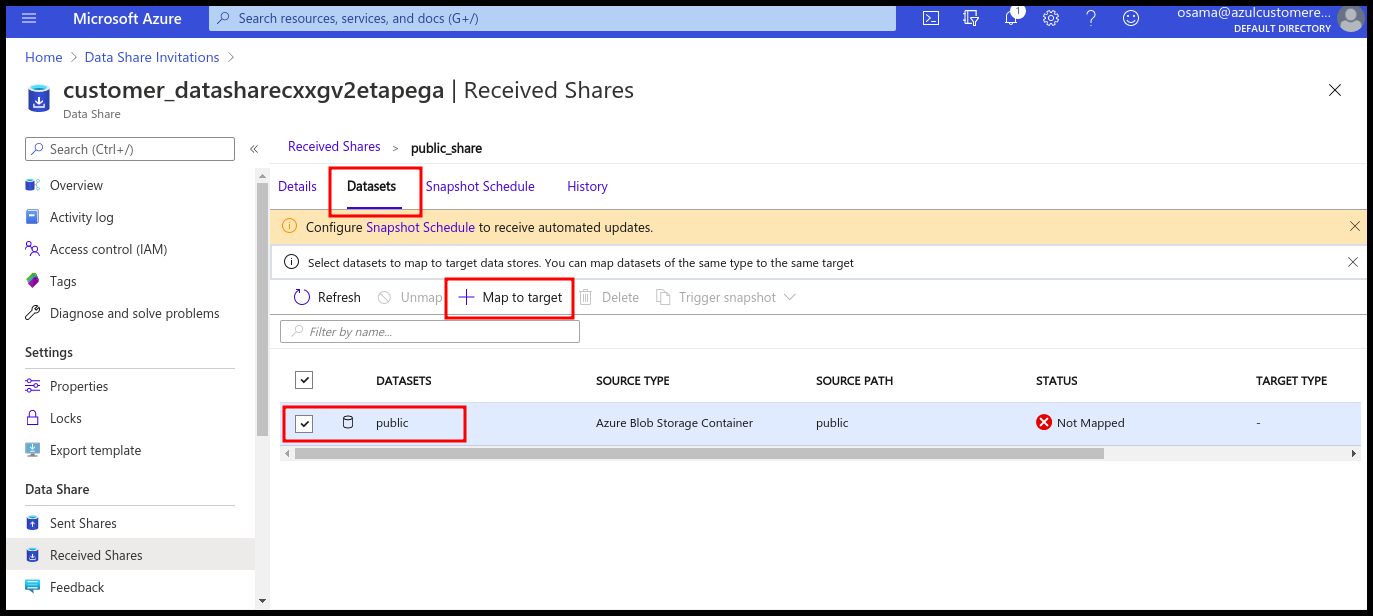 Microsoft Azure
Search resources, services, and docs (G+/)
1
osama@azulcustomere...
DEFAULT DIRECTORY
Home > Data Share Invitations >
customer_datasharecxxgv2etapega | Received Shares
Data Share
Search (Ctrl+/)
«
Overview
Activity log
Access control (IAM)
Tags
Diagnose and solve problems
Settings
Properties
Locks
Export template
Data Share
Sent Shares
Received Shares
Feedback
Received Shares > public_share
Details Datasets Snapshot Schedule History
Configure Snapshot Schedule to receive automated updates.
Select datasets to map to target data stores. You can map datasets of the same type to the same target
Refresh Unmap Map to target Delete Trigger snapshot
Filter by name...
DATASETS SOURCE TYPE SOURCE PATH STATUS TARGET TYPE
public Azure Blob Storage Container public Not Mapped -